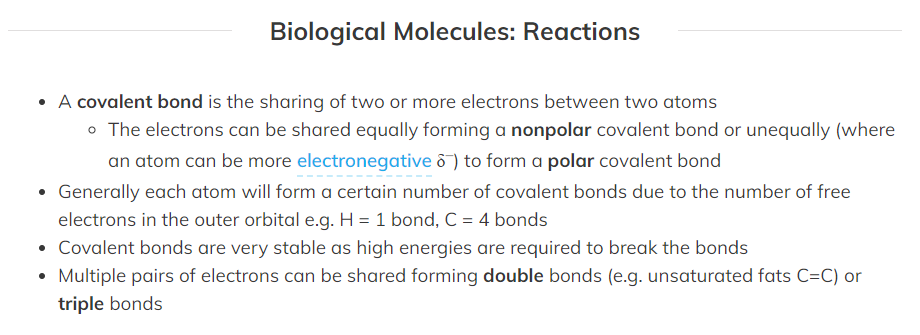 Biological Molecules: Reactions
• A covalent bond is the sharing of two or more electrons between two atoms
○ The electrons can be shared equally forming a nonpolar covalent bond or unequally (where
an atom can be more electronegative δ⁻) to form a polar covalent bond
• Generally each atom will form a certain number of covalent bonds due to the number of free
electrons in the outer orbital e.g. H = 1 bond, C = 4 bonds
• Covalent bonds are very stable as high energies are required to break the bonds
• Multiple pairs of electrons can be shared forming double bonds (e.g. unsaturated fats C=C) or
triple bonds